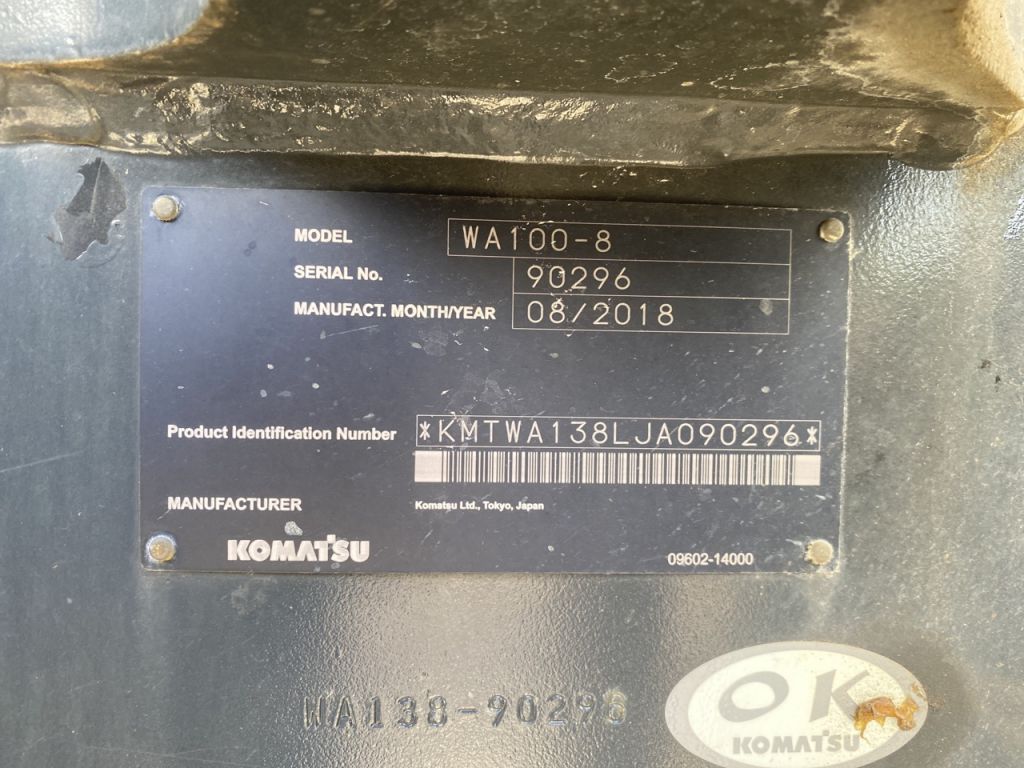 MODEL WA100-8
SERIAL No. 90296
MANUFACT. MONTH/YEAR 08/2018
Product Identification Number *KMTWA138LJA090296*
MANUFACTURER Komatsu Ltd., Tokyo, Japan
KOMATSU 09602-14000
WA138-90296
OK
KOMATSU